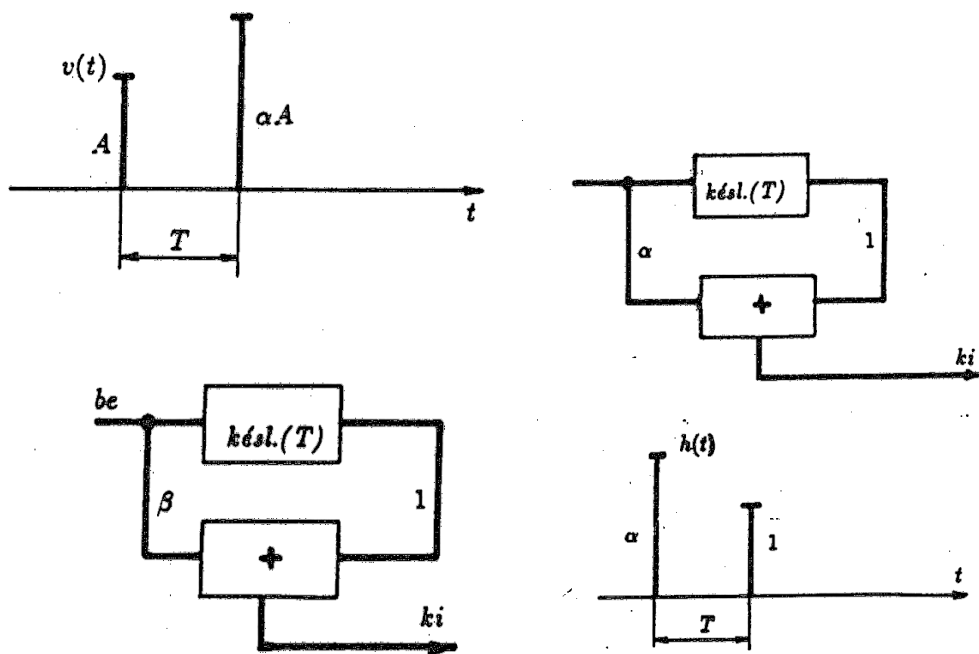 v(t)
A
αA
t
T
késl.(T)
α
1
+
ki
be
késl.(T)
β
1
+
ki
h(t)
α
1
t
T